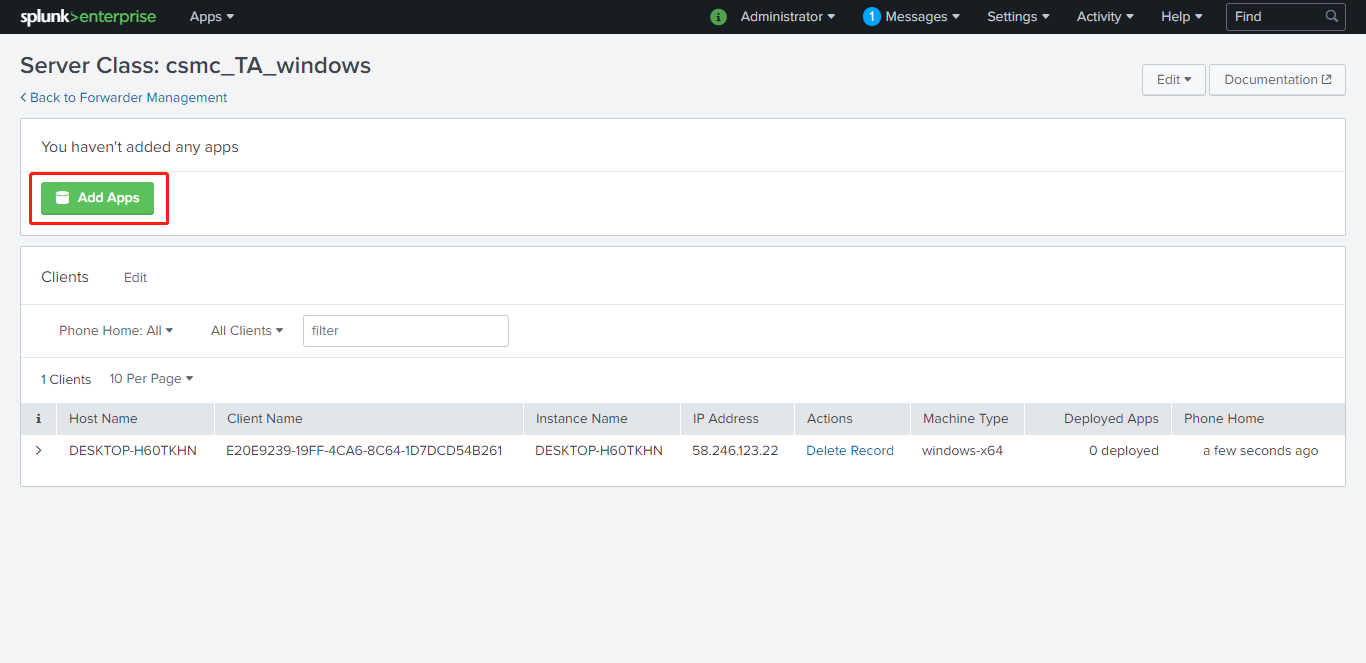 splunk>enterprise Apps i Administrator 1 Messages Settings Activity Help Find
Server Class: csmc_TA_windows
Edit Documentation
Back to Forwarder Management
You haven't added any apps
Add Apps
Clients Edit
Phone Home: All All Clients filter
1 Clients 10 Per Page
i Host Name Client Name Instance Name IP Address Actions Machine Type Deployed Apps Phone Home
DESKTOP-H60TKHN E20E9239-19FF-4CA6-8C64-1D7DCD54B261 DESKTOP-H60TKHN 58.246.123.22 Delete Record windows-x64 0 deployed a few seconds ago